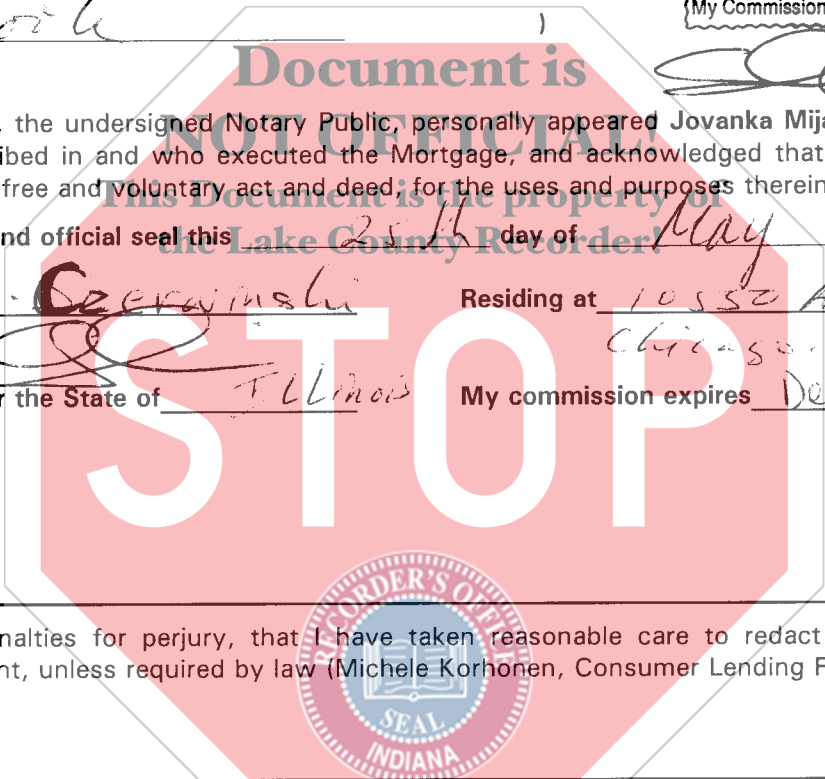 (My Commission
)
Document is
NOT OFFICIAL!
This Document is the property of
the Lake County Recorder!
, the undersigned Notary Public, personally appeared Jovanka Mija
ibed in and who executed the Mortgage, and acknowledged that
free and voluntary act and deed, for the uses and purposes therein
nd official seal this 25th day of May
Residing at 10550 A
Chicago.
r the State of ILLinois My commission expires De
STOP
nalties for perjury, that I have taken reasonable care to redact
nt, unless required by law (Michele Korhonen, Consumer Lending F
RECORDER'S OFFICE
SEAL
INDIANA